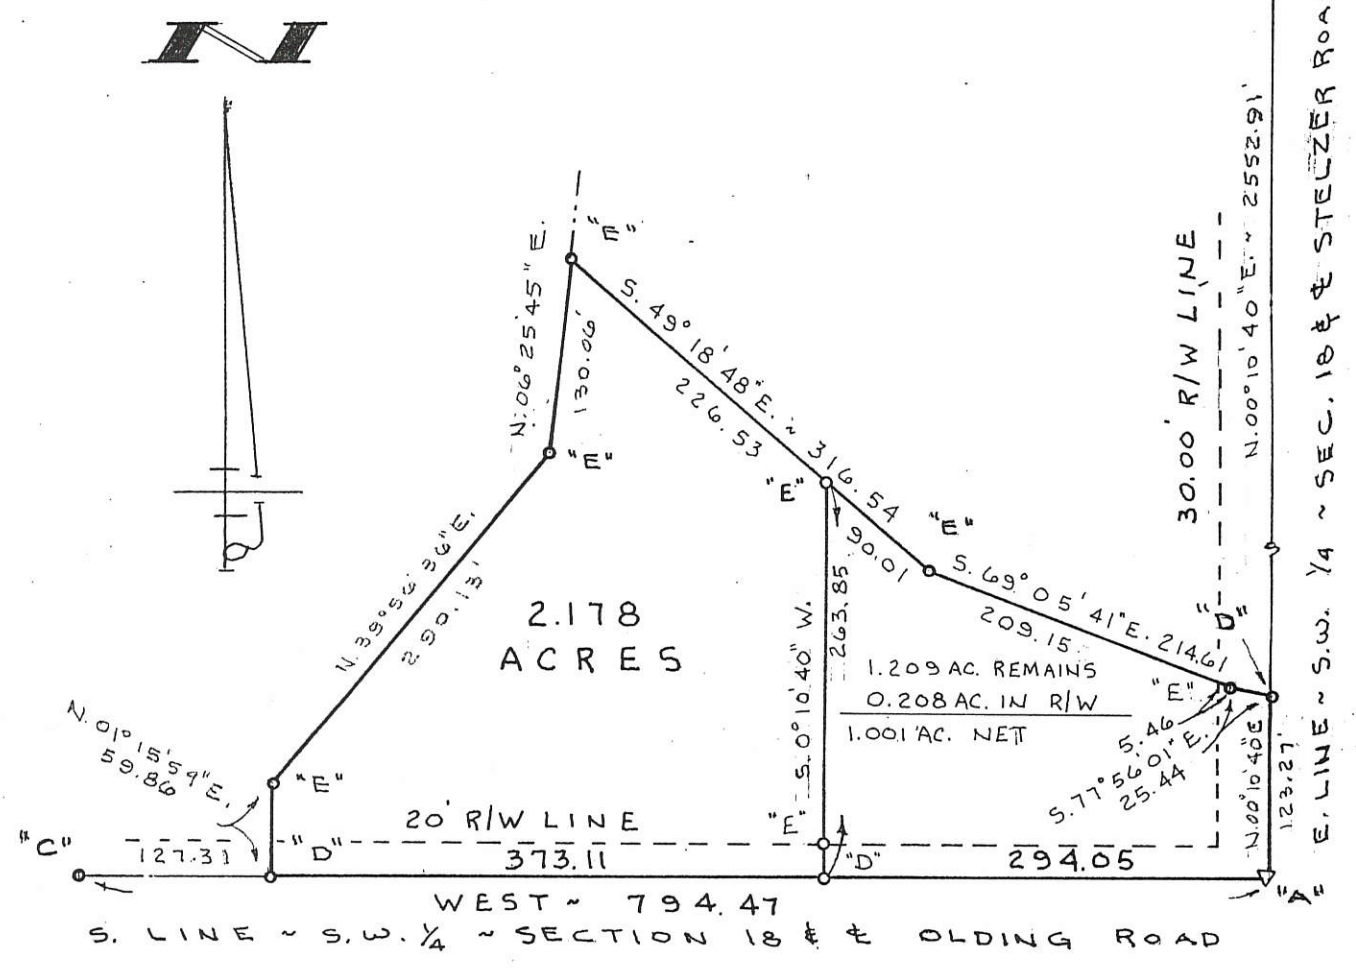 N
"E"
N. 06° 25' 45" E.
130.06'
S. 49° 18' 48" E. ~ 316.54
226.53
"E"
"E"
90.01
"E"
N. 39° 56' 36" E.
290.13'
2.178
ACRES
S. 0° 10' 40" W.
263.85
S. 69° 05' 41" E. 214.61
209.15
1.209 AC. REMAINS
0.208 AC. IN R/W
1.001 AC. NET
30.00' R/W LINE
N. 00° 10' 40" E. ~ 2552.91'
E. LINE ~ S.W. 1/4 ~ SEC. 18 & ℄ STELZER ROA
"D"
"E"
5.46
S. 77° 56' 01" E.
25.44
N. 00° 10' 40" E
123.27'
N. 01° 15' 59" E.
59.86
"E"
20' R/W LINE
"E"
"C"
127.31
"D"
373.11
"D"
294.05
"A"
WEST ~ 794.47
S. LINE ~ S.W. 1/4 ~ SECTION 18 & ℄ OLDING ROAD